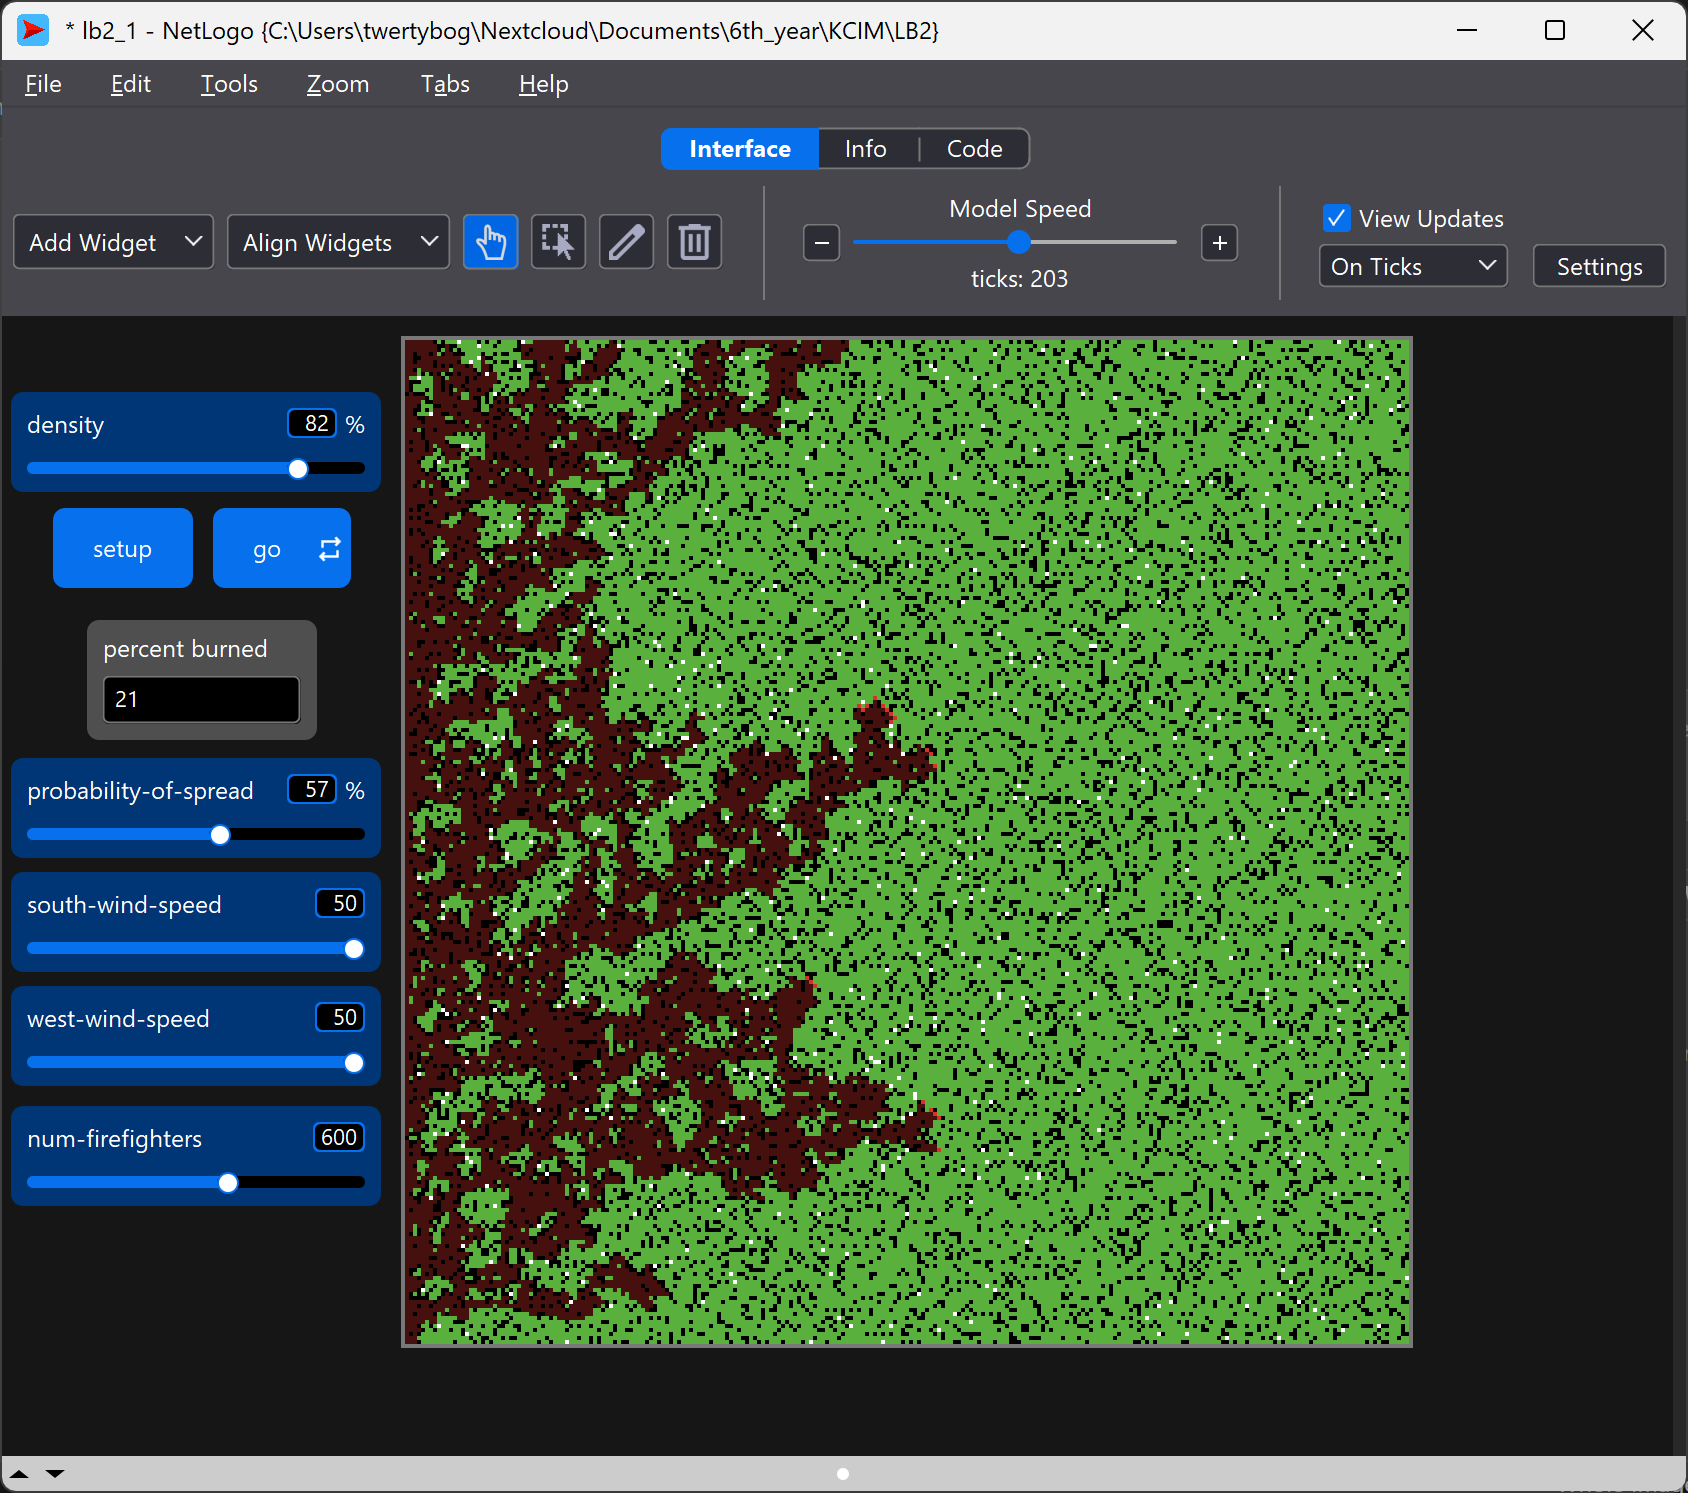 * lb2_1 - NetLogo {C:\Users\twertybog\Nextcloud\Documents\6th_year\KCIM\LB2}
File Edit Tools Zoom Tabs Help
Interface Info Code
Add Widget Align Widgets
Model Speed
ticks: 203
View Updates
On Ticks Settings
density 82 %
setup go
percent burned
21
probability-of-spread 57 %
south-wind-speed 50
west-wind-speed 50
num-firefighters 600